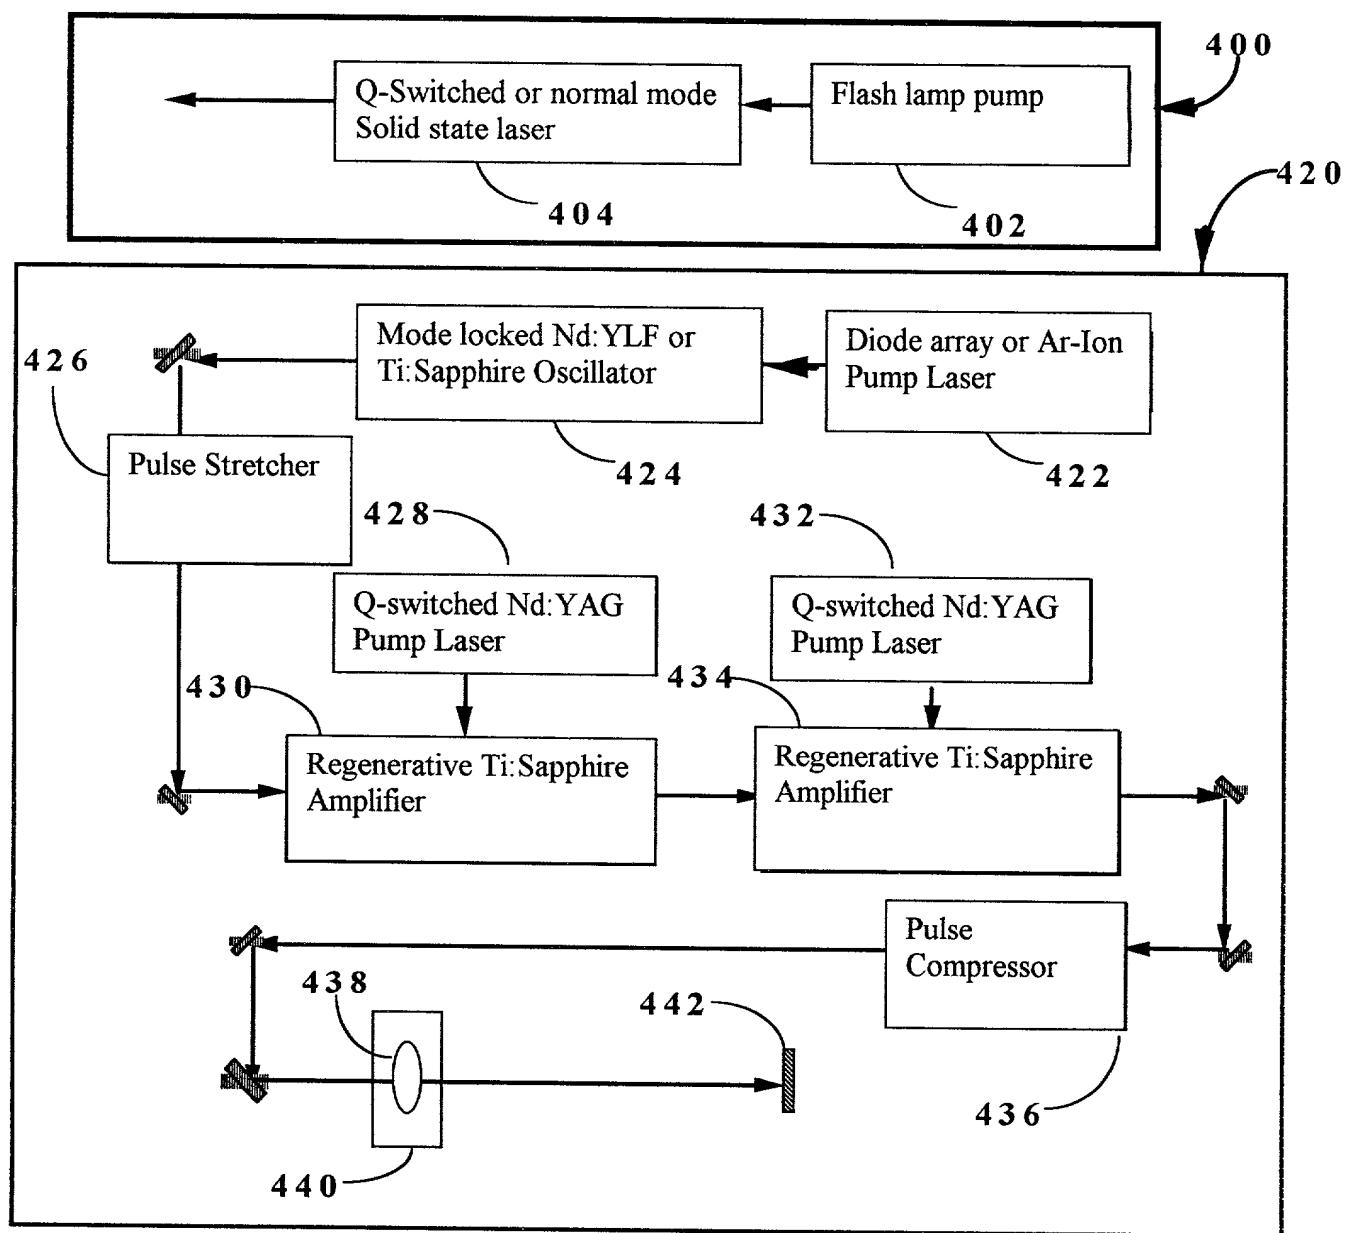 400
Q-Switched or normal mode
Solid state laser
Flash lamp pump
404
402
420
Mode locked Nd:YLF or
Ti:Sapphire Oscillator
Diode array or Ar-Ion
Pump Laser
426
424
422
Pulse Stretcher
428
432
Q-switched Nd:YAG
Pump Laser
Q-switched Nd:YAG
Pump Laser
430
434
Regenerative Ti:Sapphire
Amplifier
Regenerative Ti:Sapphire
Amplifier
Pulse
Compressor
438
442
436
440